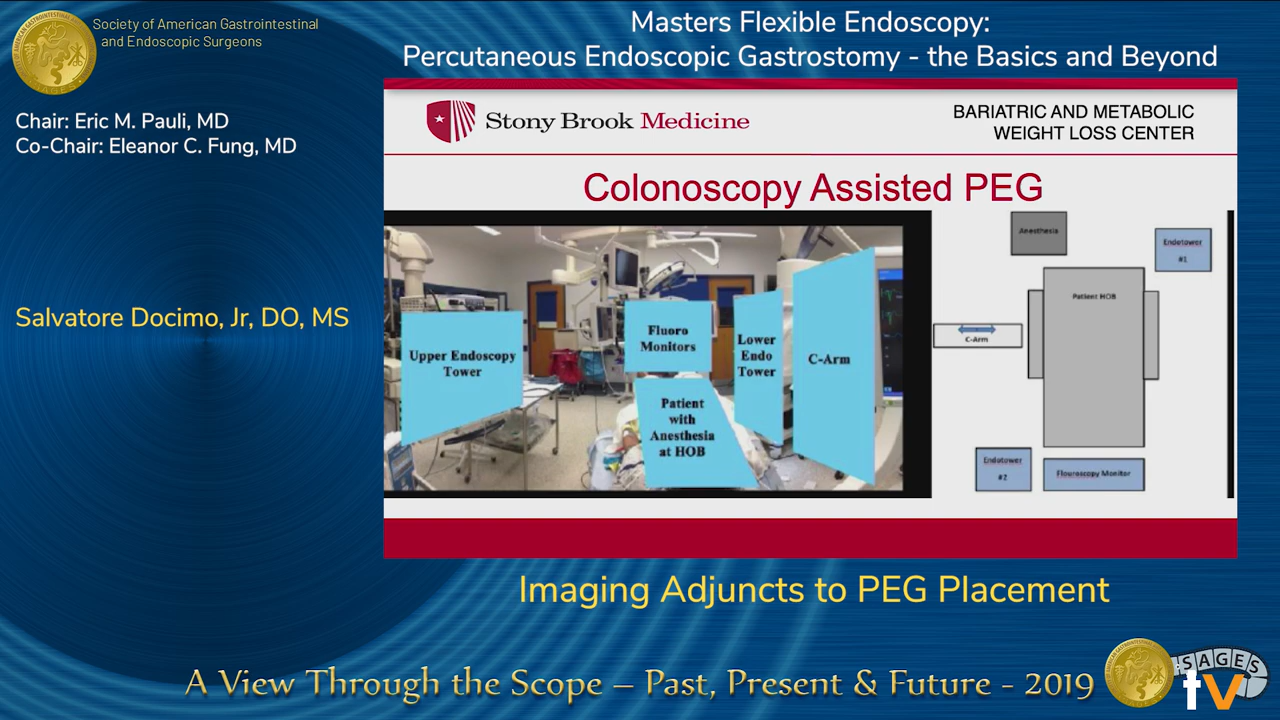 Society of American Gastrointestinal
and Endoscopic Surgeons
Masters Flexible Endoscopy:
Percutaneous Endoscopic Gastrostomy - the Basics and Beyond
Chair: Eric M. Pauli, MD
Co-Chair: Eleanor C. Fung, MD
Salvatore Docimo, Jr, DO, MS
Stony Brook Medicine
BARIATRIC AND METABOLIC
WEIGHT LOSS CENTER
Colonoscopy Assisted PEG
Upper Endoscopy
Tower
Fluoro
Monitors
Lower
Endo
Tower
C-Arm
Patient
with
Anesthesia
at HOB
Anesthesia
Endotower
#1
Patient HOB
C-Arm
Endotower
#2
Flouroscopy Monitor
Imaging Adjuncts to PEG Placement
A View Through the Scope – Past, Present & Future - 2019
SAGES
tv